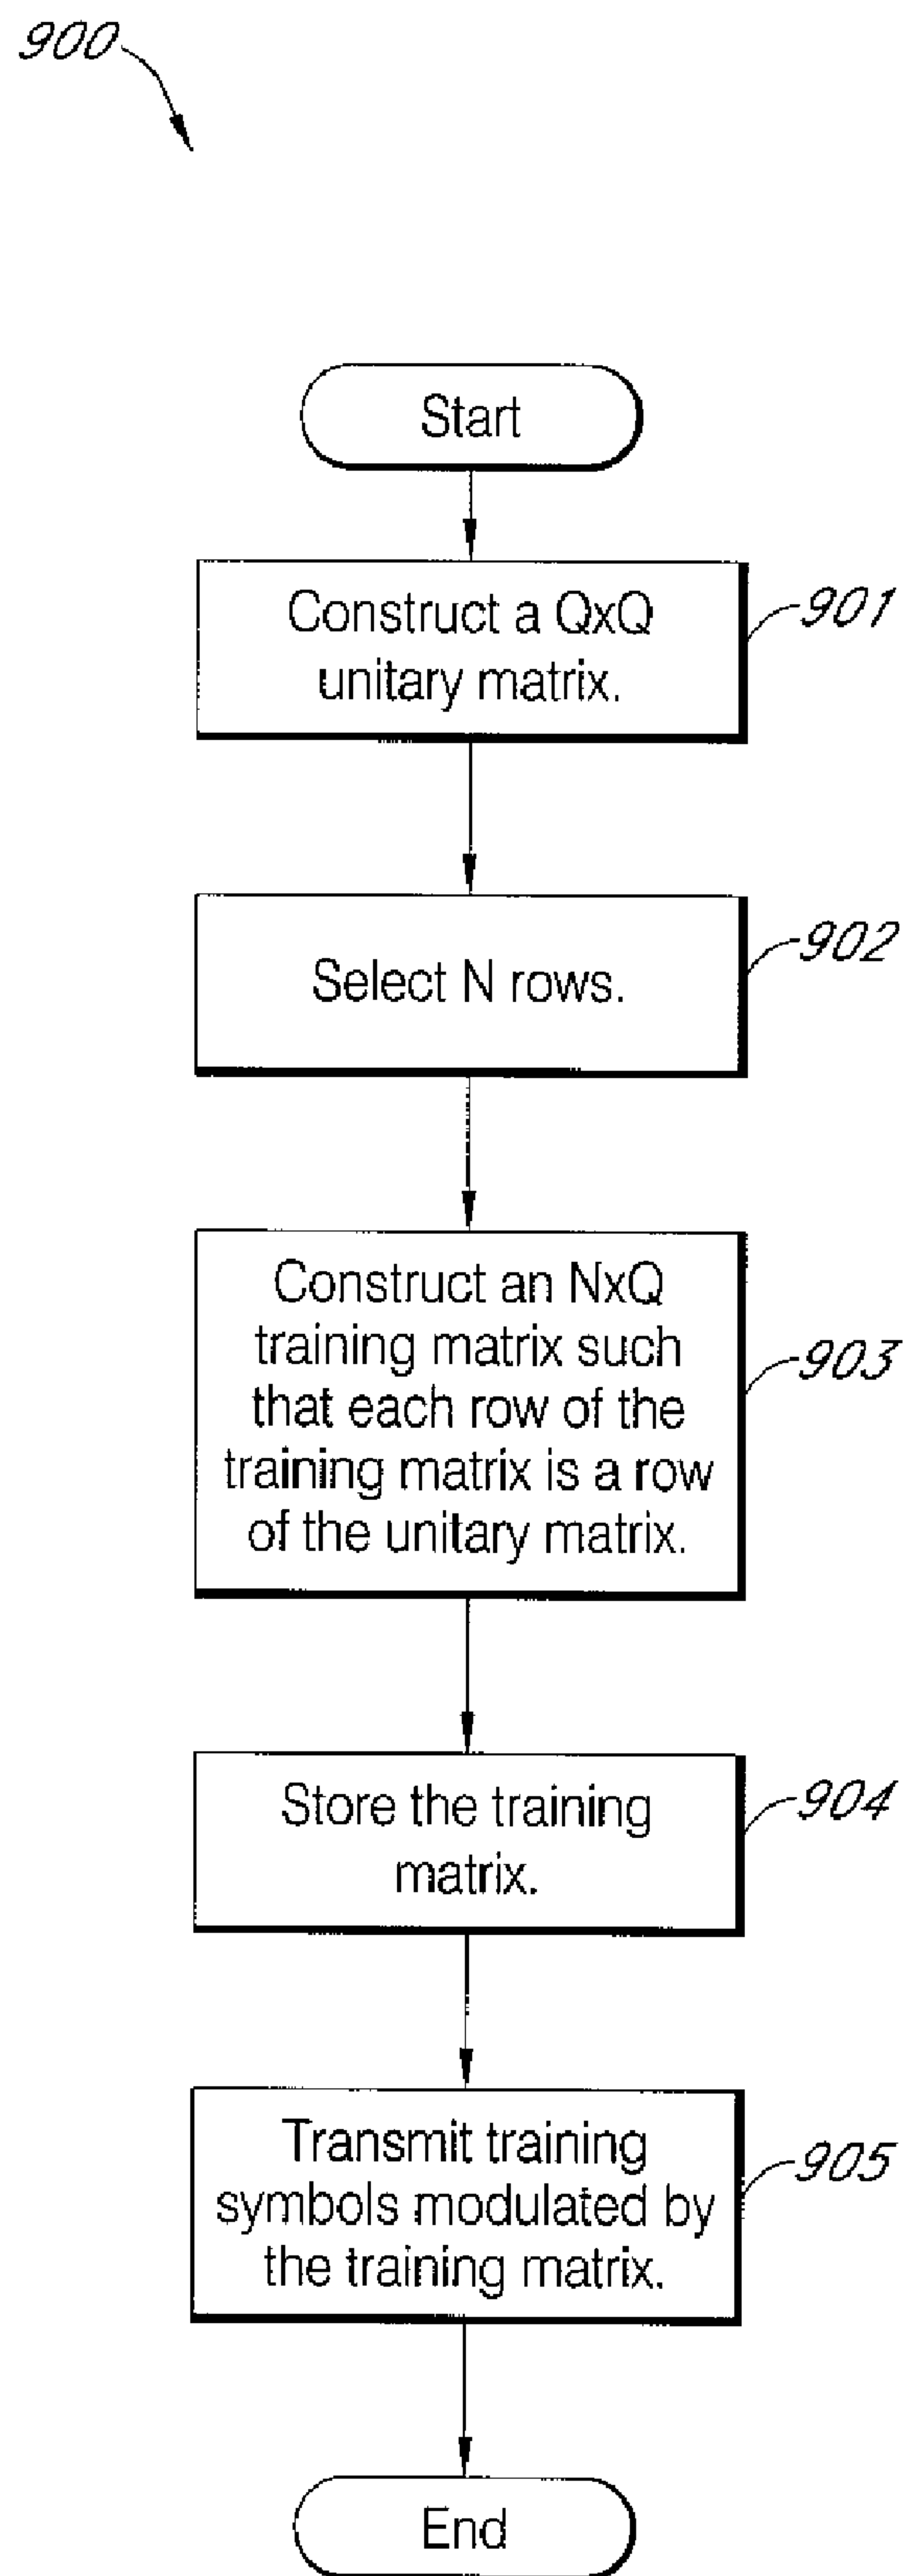 900
Start
Construct a QxQ
unitary matrix.
901
Select N rows.
902
Construct an NxQ
training matrix such
that each row of the
training matrix is a row
of the unitary matrix.
903
Store the training
matrix.
904
Transmit training
symbols modulated by
the training matrix.
905
End